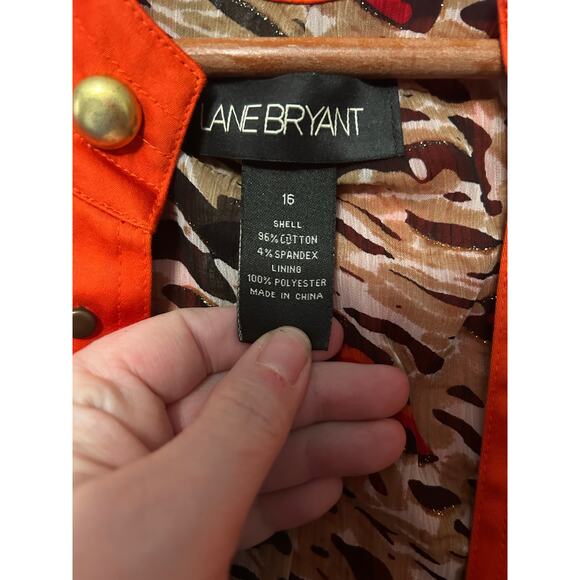 LANE BRYANT
16
SHELL
96% COTTON
4% SPANDEX
LINING
100% POLYESTER
MADE IN CHINA